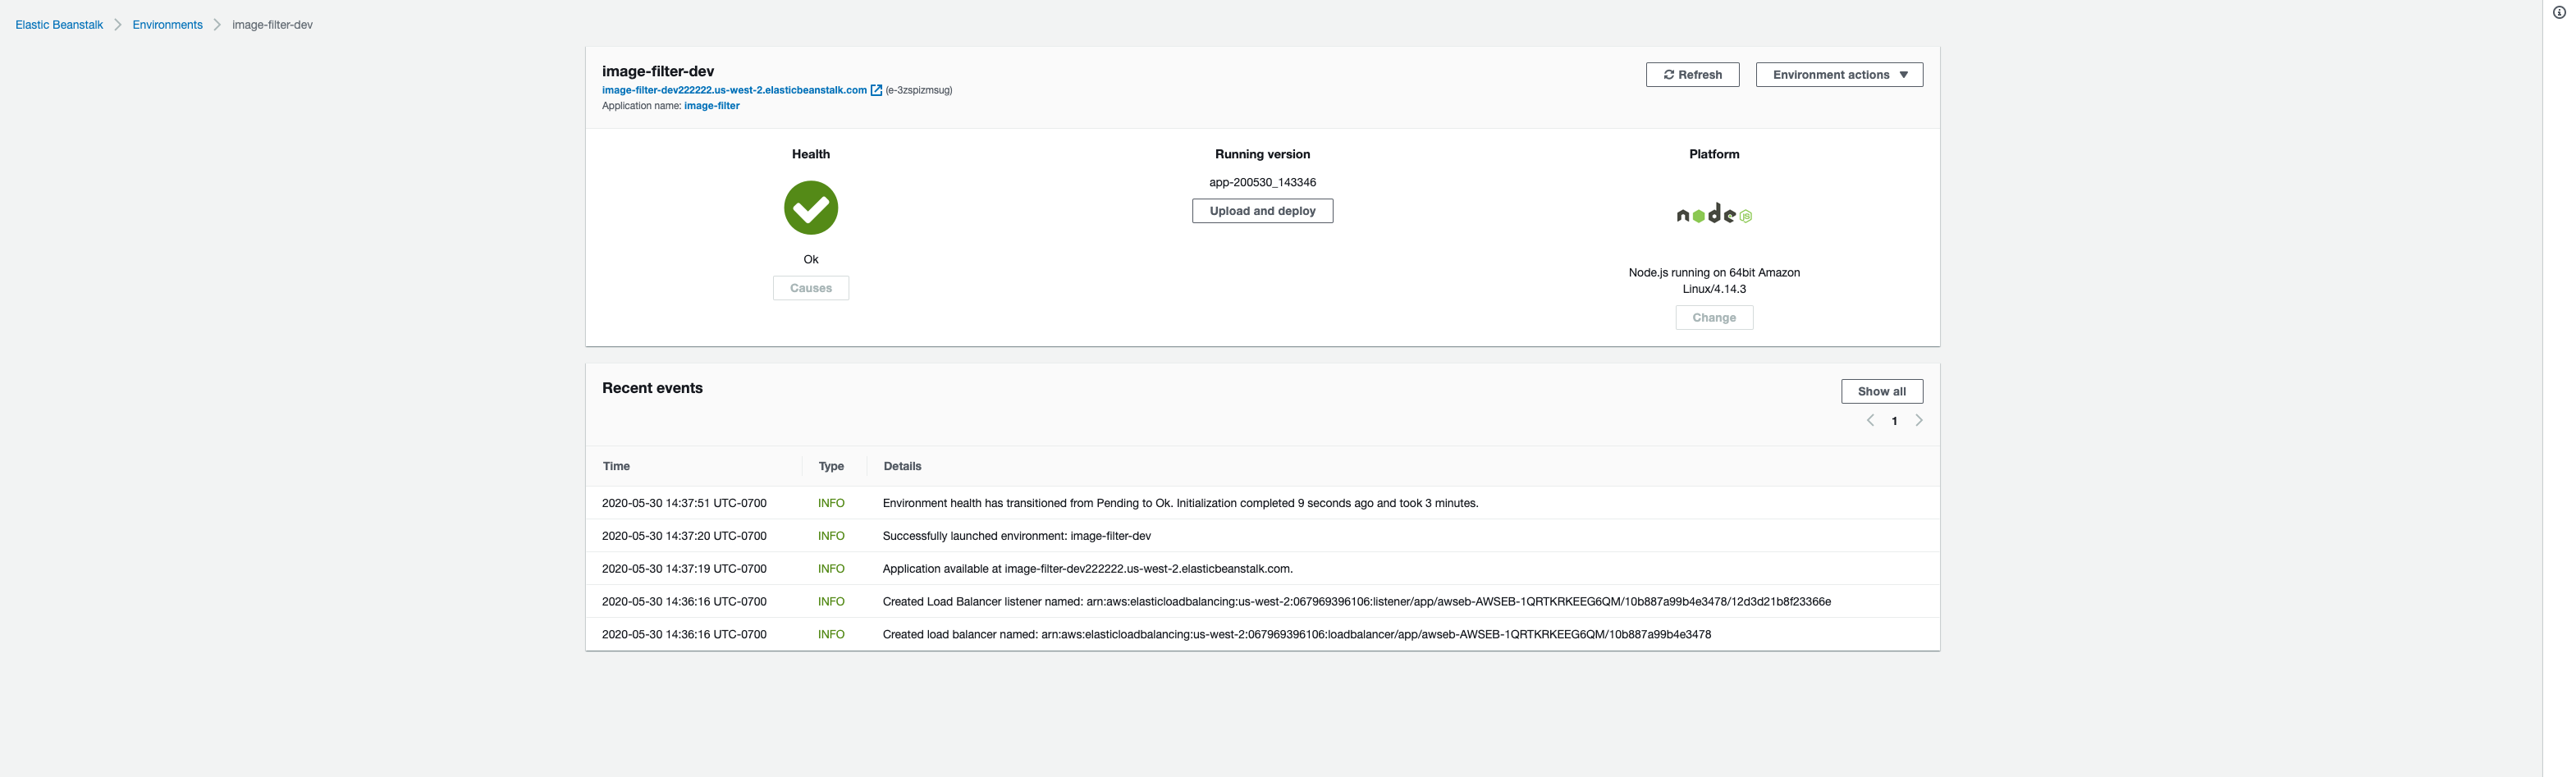 Elastic Beanstalk > Environments > image-filter-dev
image-filter-dev
image-filter-dev222222.us-west-2.elasticbeanstalk.com (e-3zspizmsug)
Application name: image-filter
Refresh
Environment actions
Health
Running version
Platform
Ok
Causes
app-200530_143346
Upload and deploy
node JS
Node.js running on 64bit Amazon
Linux/4.14.3
Change
Recent events
Show all
1
Time Type Details
2020-05-30 14:37:51 UTC-0700 INFO Environment health has transitioned from Pending to Ok. Initialization completed 9 seconds ago and took 3 minutes.
2020-05-30 14:37:20 UTC-0700 INFO Successfully launched environment: image-filter-dev
2020-05-30 14:37:19 UTC-0700 INFO Application available at image-filter-dev222222.us-west-2.elasticbeanstalk.com.
2020-05-30 14:36:16 UTC-0700 INFO Created Load Balancer listener named: arn:aws:elasticloadbalancing:us-west-2:067969396106:listener/app/awseb-AWSEB-1QRTKRKEEG6QM/10b887a99b4e3478/12d3d21b8f23366e
2020-05-30 14:36:16 UTC-0700 INFO Created load balancer named: arn:aws:elasticloadbalancing:us-west-2:067969396106:loadbalancer/app/awseb-AWSEB-1QRTKRKEEG6QM/10b887a99b4e3478